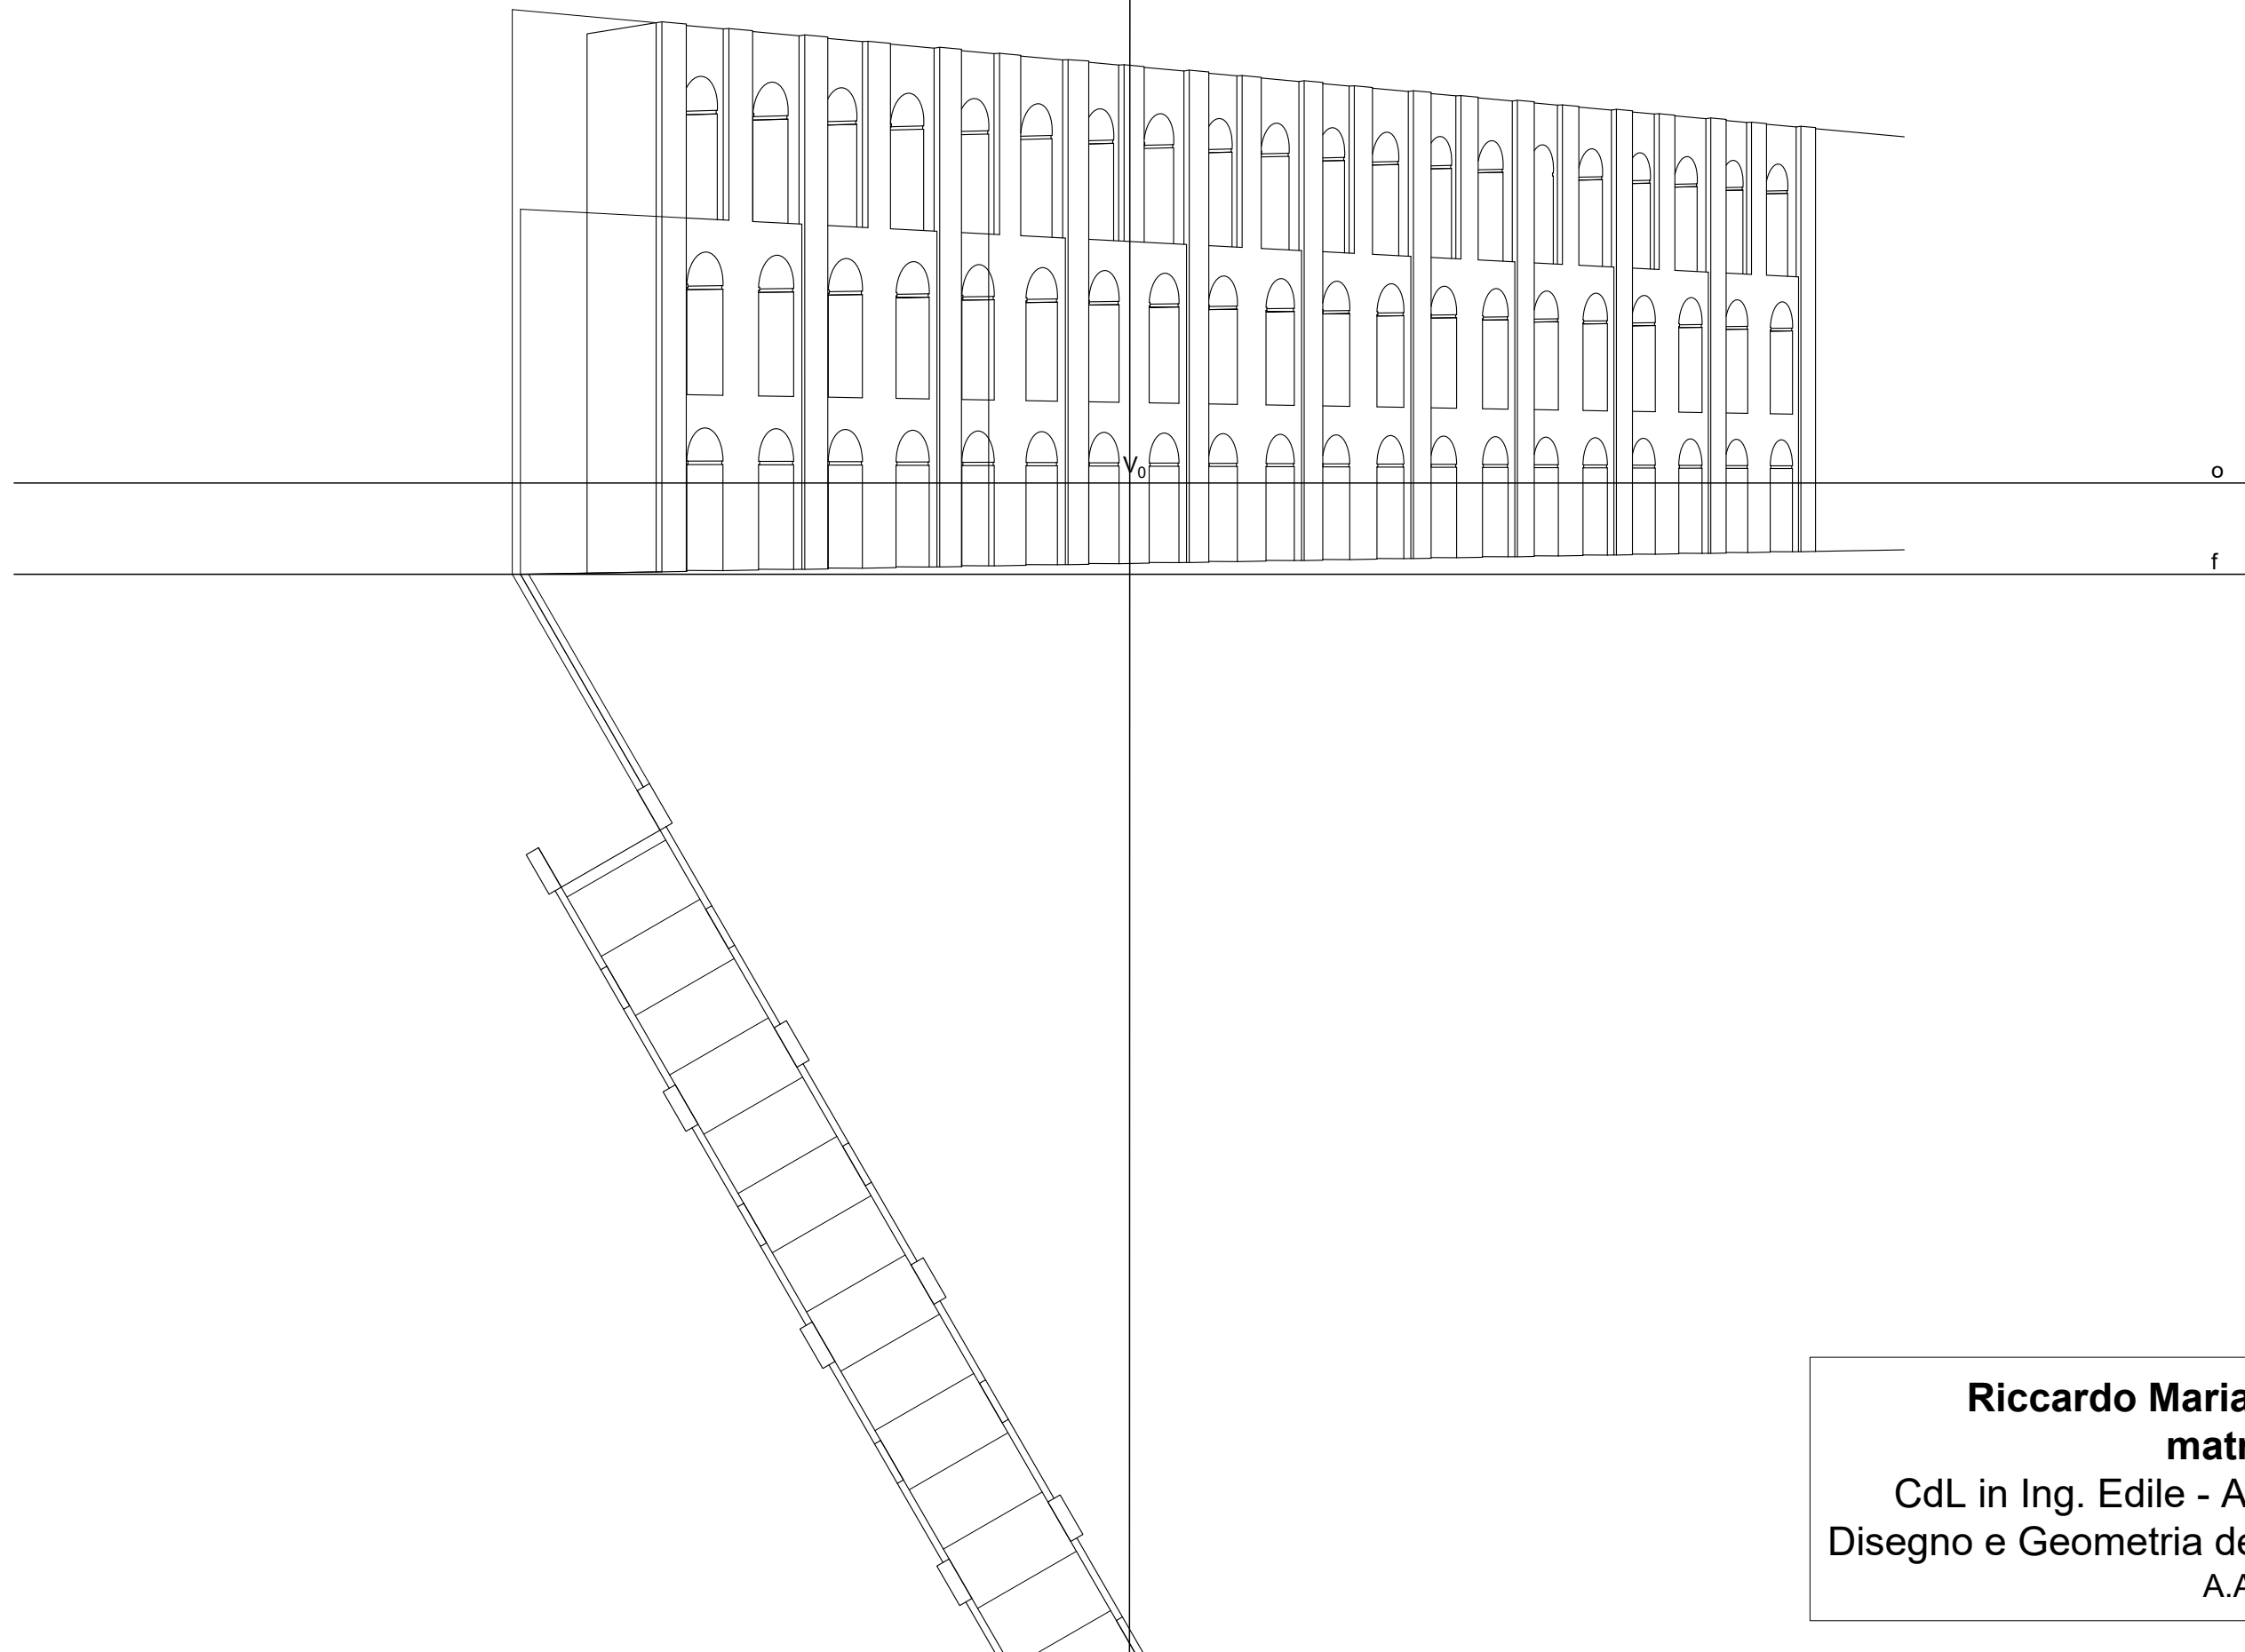 V₀
o
f
Riccardo Maria
matr
CdL in Ing. Edile - A
Disegno e Geometria de
A.A